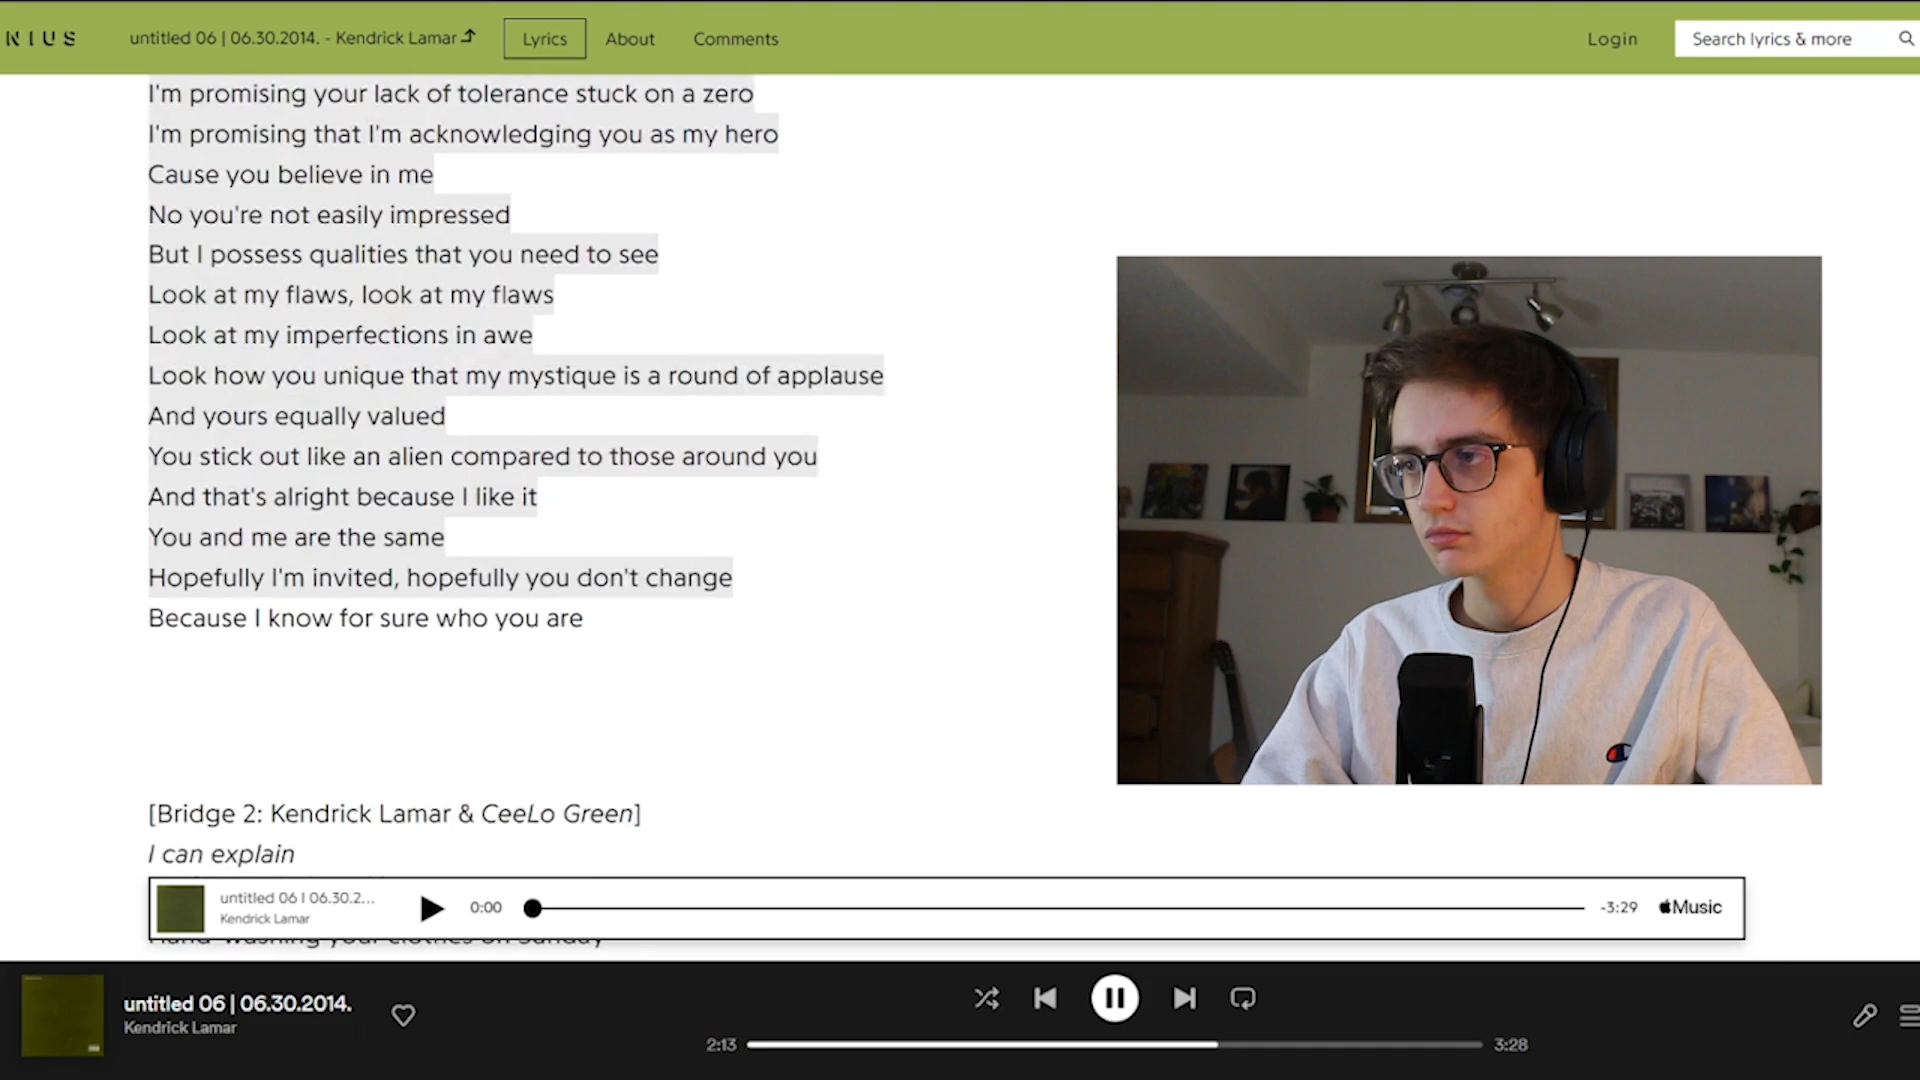 NIUS
untitled 06 | 06.30.2014. - Kendrick Lamar
Lyrics
About
Comments
Login
Search lyrics & more
I'm promising your lack of tolerance stuck on a zero
I'm promising that I'm acknowledging you as my hero
Cause you believe in me
No you're not easily impressed
But I possess qualities that you need to see
Look at my flaws, look at my flaws
Look at my imperfections in awe
Look how you unique that my mystique is a round of applause
And yours equally valued
You stick out like an alien compared to those around you
And that's alright because I like it
You and me are the same
Hopefully I'm invited, hopefully you don't change
Because I know for sure who you are
[Bridge 2: Kendrick Lamar & CeeLo Green]
I can explain
untitled 06 | 06.30.2...
Kendrick Lamar
0:00
-3:29
Music
Hand-washing your clothes on Sunday
untitled 06 | 06.30.2014.
Kendrick Lamar
2:13
3:28